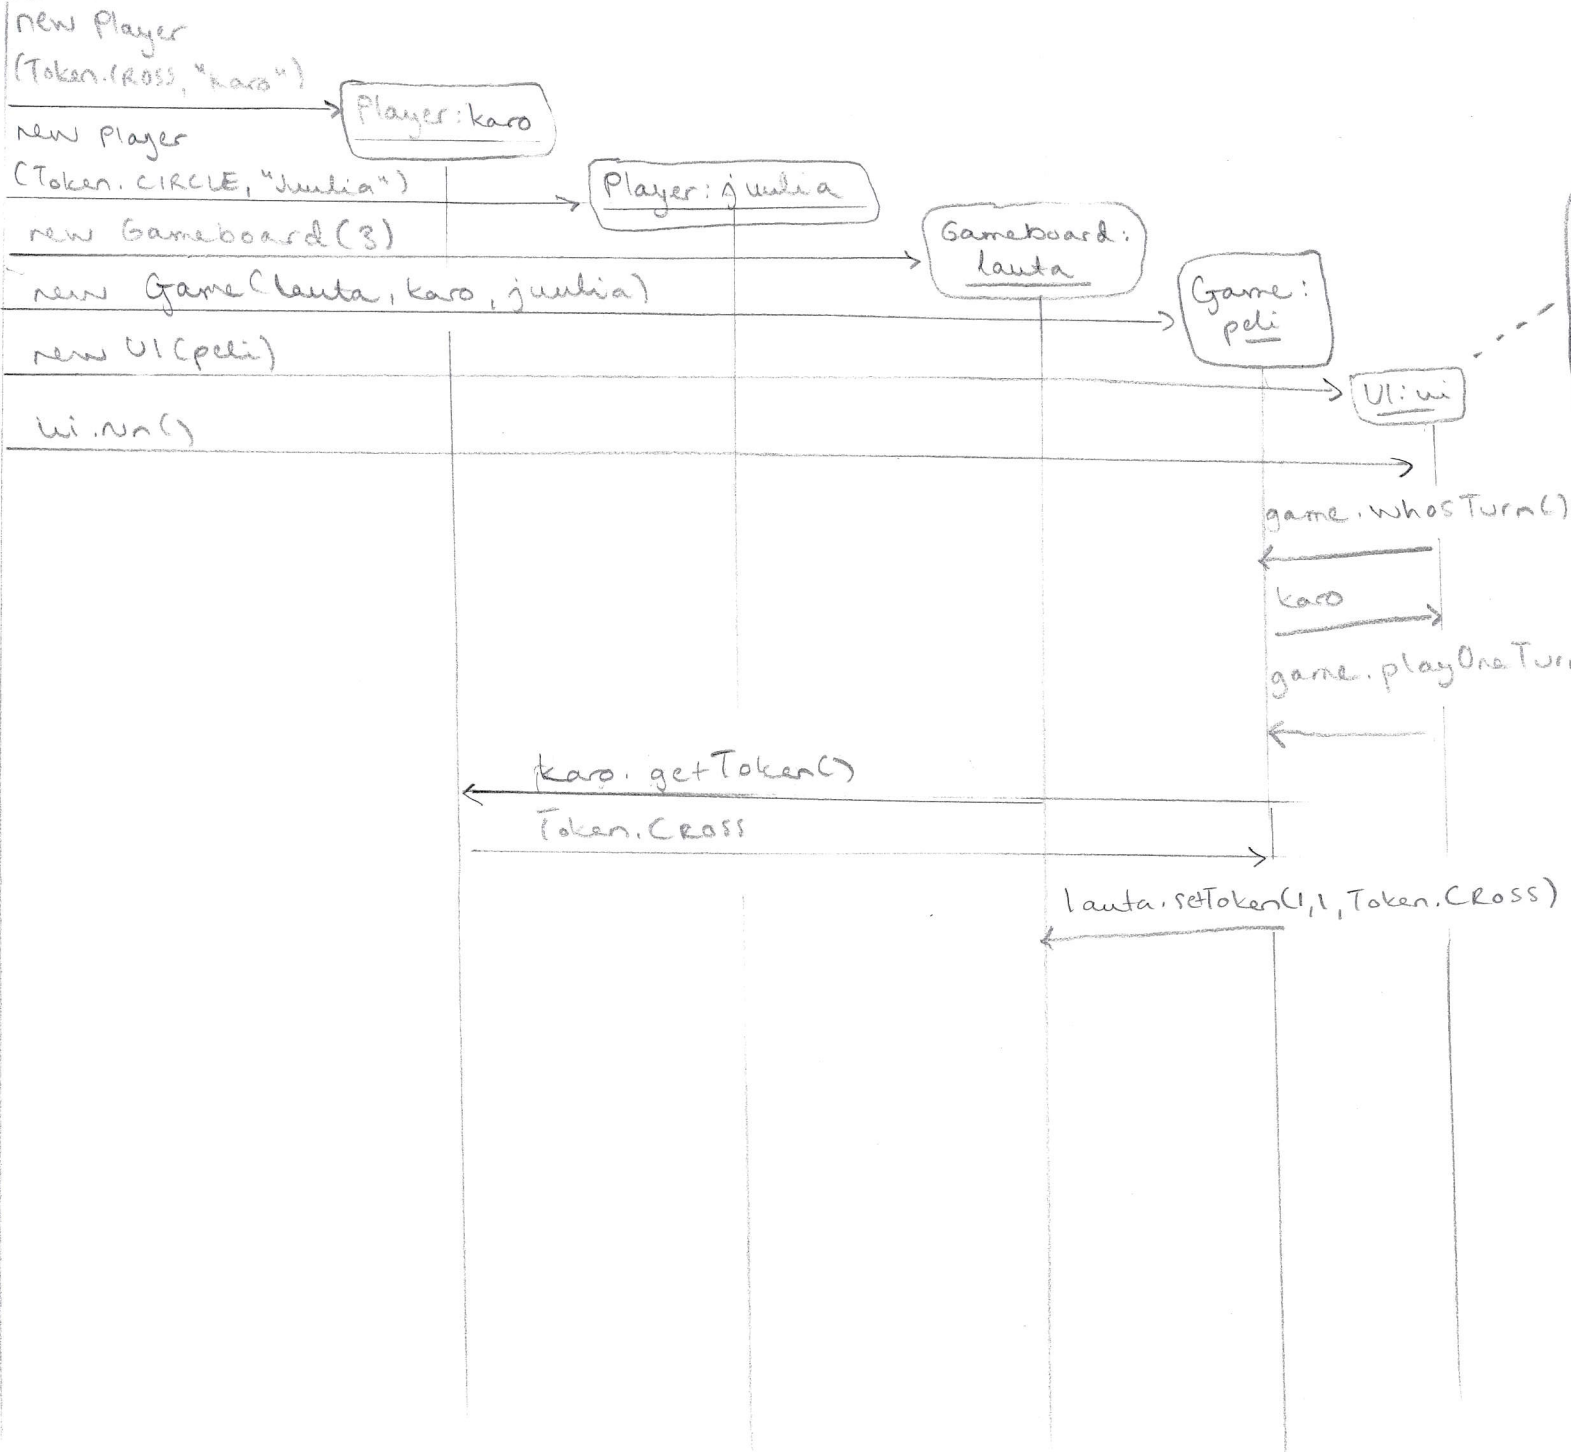 new Player
(Token.CROSS, "karo")
Player: karo
new Player
(Token.CIRCLE, "Juulia")
Player: juulia
new Gameboard(3)
Gameboard:
lauta
new Game(lauta, karo, juulia)
Game:
peli
new UI(peli)
UI: ui
ui.run()
game.whosTurn()
karo
game.playOneTurn
karo.getToken()
Token.CROSS
lauta.setToken(1,1,Token.CROSS)